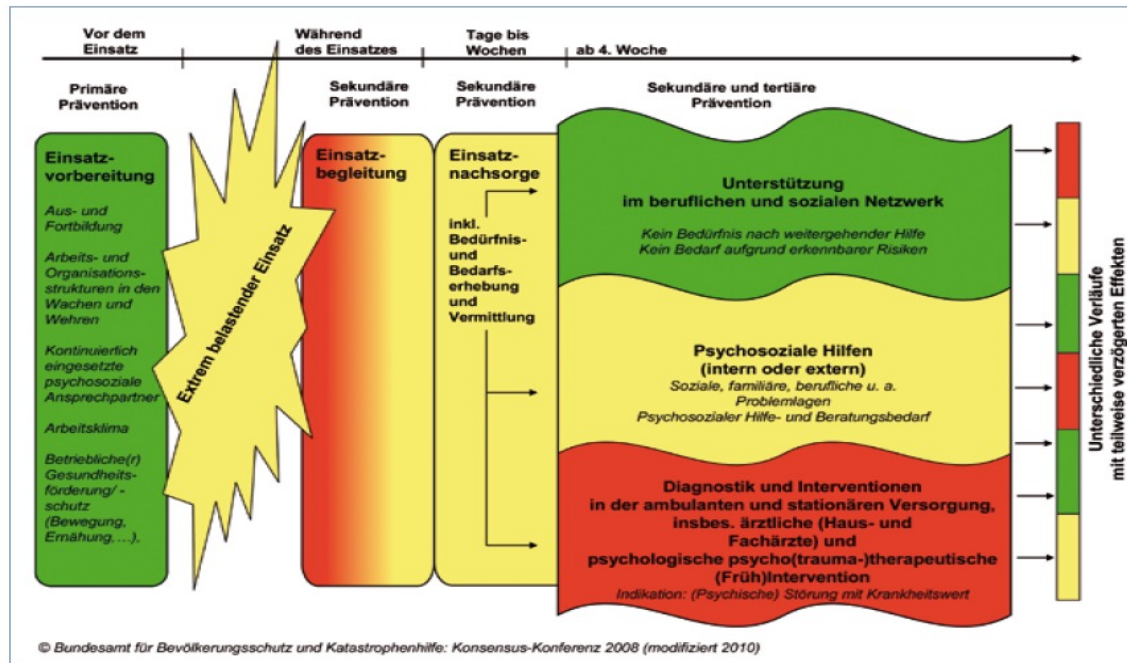 Vor dem
Einsatz
Während
des Einsatzes
Tage bis
Wochen
ab 4. Woche
Primäre
Prävention
Sekundäre
Prävention
Sekundäre
Prävention
Sekundäre und tertiäre
Prävention
Einsatz-
vorbereitung
Aus- und
Fortbildung
Arbeits- und
Organisations-
strukturen in den
Wachen und
Wehren
Kontinuierlich
eingesetzte
psychosoziale
Ansprechpartner
Arbeitsklima
Betriebliche(r)
Gesundheits-
förderung/ -
schutz
(Bewegung,
Ernährung, ...),
Extrem belastender Einsatz
Einsatz-
begleitung
Einsatz-
nachsorge
inkl.
Bedürfnis-
und
Bedarfs-
erhebung
und
Vermittlung
Unterstützung
im beruflichen und sozialen Netzwerk
Kein Bedürfnis nach weitergehender Hilfe
Kein Bedarf aufgrund erkennbarer Risiken
Psychosoziale Hilfen
(intern oder extern)
Soziale, familiäre, berufliche u. a.
Problemlagen
Psychosozialer Hilfe- und Beratungsbedarf
Diagnostik und Interventionen
in der ambulanten und stationären Versorgung,
insbes. ärztliche (Haus- und
Fachärzte) und
psychologische psycho(trauma-)therapeutische
(Früh)Intervention
Indikation: (Psychische) Störung mit Krankheitswert
Unterschiedliche Verläufe
mit teilweise verzögerten Effekten
© Bundesamt für Bevölkerungsschutz und Katastrophenhilfe: Konsensus-Konferenz 2008 (modifiziert 2010)